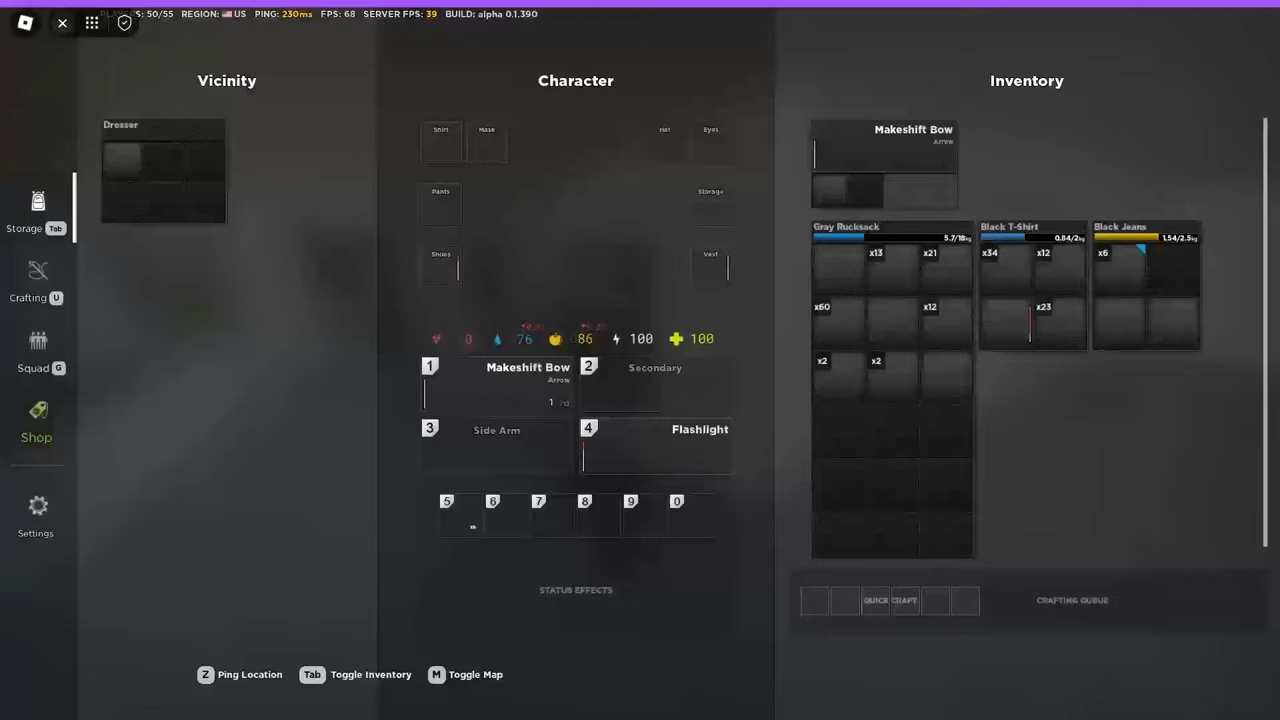 S: 50/55 REGION: US PING: 230ms FPS: 68 SERVER FPS: 39 BUILD: alpha 0.1.390
Vicinity
Character
Inventory
Dresser
Shirt
Mask
Hat
Eyes
Pants
Storage
Shoes
Vest
Makeshift Bow
Arrow
Gray Rucksack
5.7/18kg
Black T-Shirt
0.84/2kg
Black Jeans
1.54/2.5kg
x13
x21
x34
x12
x6
x60
x12
x23
x2
x2
Storage Tab
Crafting U
Squad G
Shop
Settings
0
76
86
100
100
1
Makeshift Bow
Arrow
1
2
Secondary
3
Side Arm
4
Flashlight
5
6
7
8
9
0
STATUS EFFECTS
QUICK CRAFT
CRAFTING QUEUE
Z Ping Location
Tab Toggle Inventory
M Toggle Map